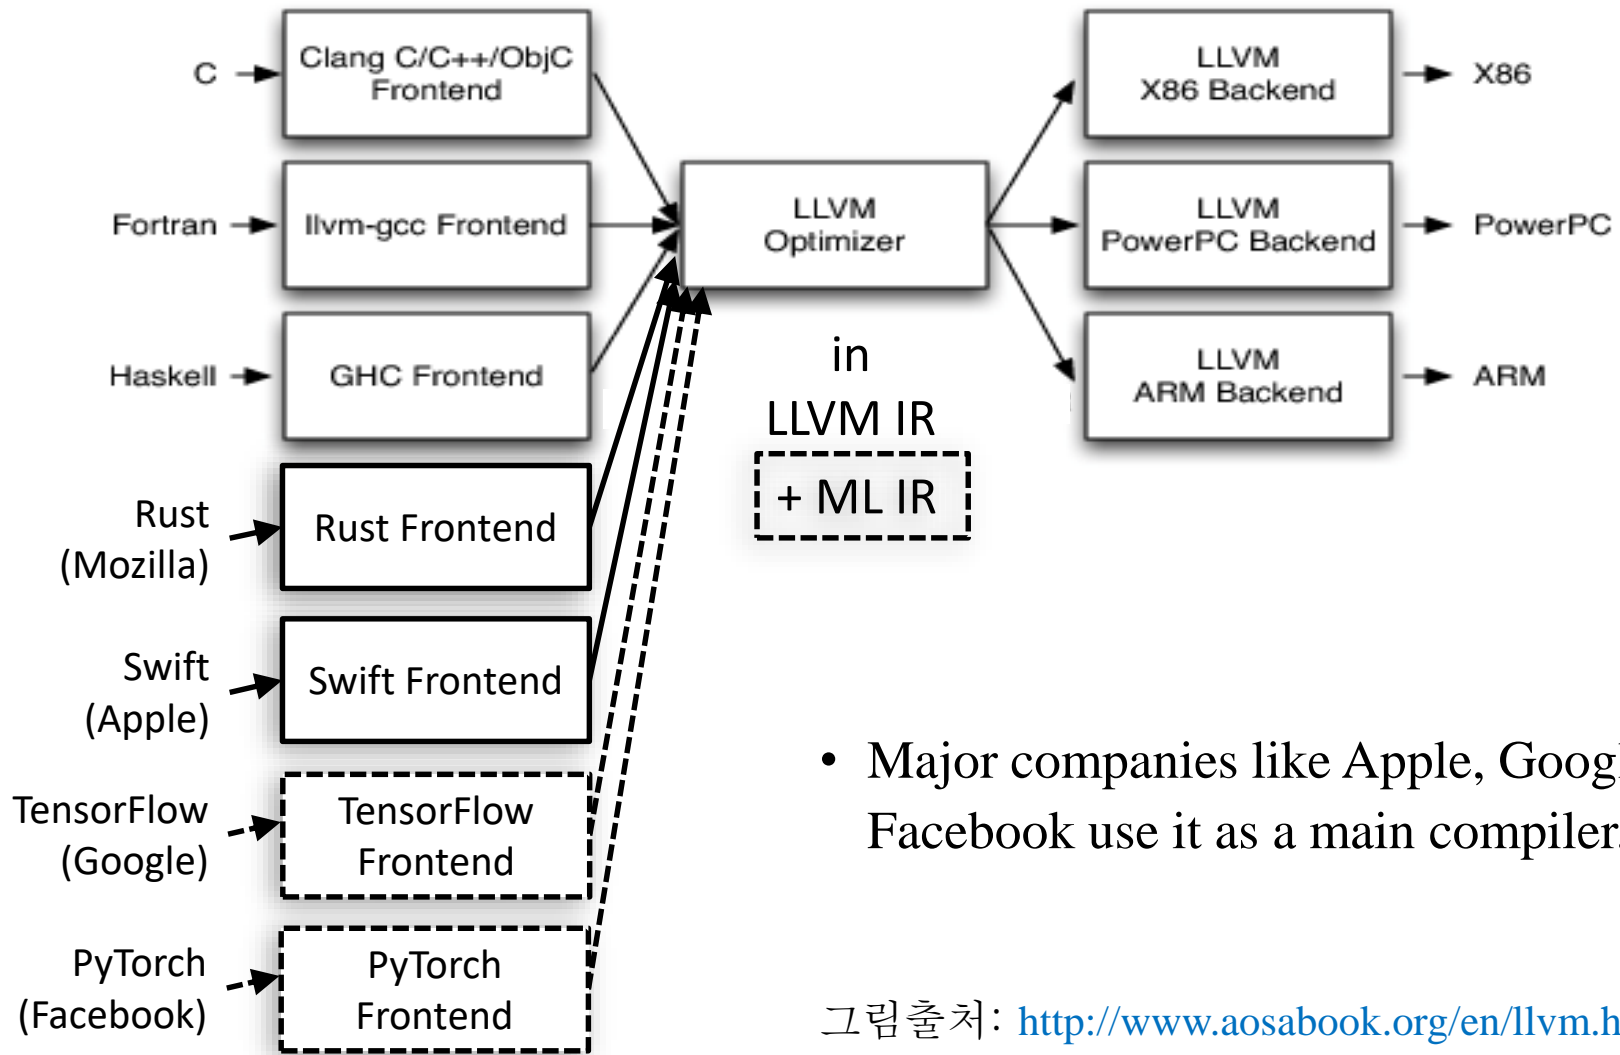 C
Clang C/C++/ObjC
Frontend
LLVM
X86 Backend
X86
Fortran
llvm-gcc Frontend
LLVM
Optimizer
LLVM
PowerPC Backend
PowerPC
Haskell
GHC Frontend
in
LLVM IR
+ ML IR
LLVM
ARM Backend
ARM
Rust
(Mozilla)
Rust Frontend
Swift
(Apple)
Swift Frontend
TensorFlow
(Google)
TensorFlow
Frontend
• Major companies like Apple,
Facebook use it as a main compiler.
PyTorch
(Facebook)
PyTorch
Frontend
그림출처: http://www.aosabook.org/en/llvm.h